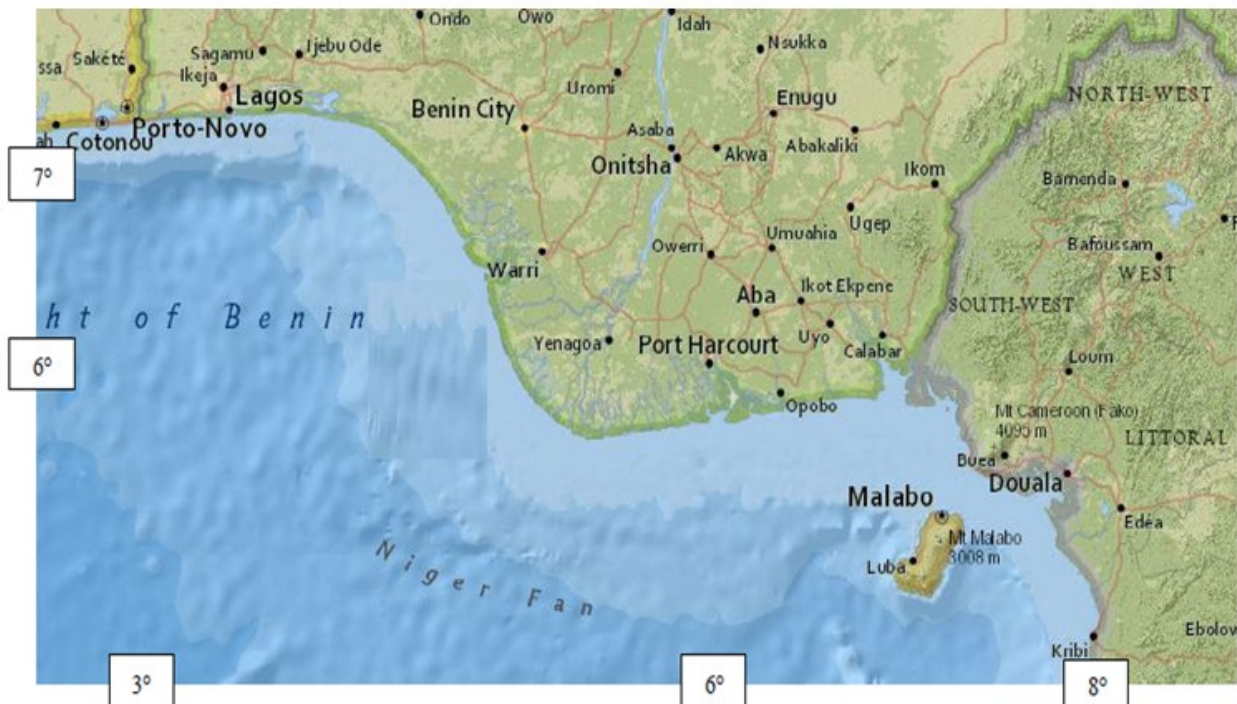 Ondo
Owo
Idah
Nsukka
Sakété
Sagamu
Ijebu Ode
ssa
Ikeja
Uromi
Lagos
Enugu
NORTH-WEST
Benin City
Porto-Novo
Cotonou
ab
Asaba
Akwa
Abakaliki
Onitsha
Ikom
Bamenda
7°
Ugep
Umuahia
Owerri
Bafoussam
WEST
Warri
Ikot Ekpene
Aba
SOUTH-WEST
ht of Benin
Uyo
Yenagoa
Port Harcourt
Calabar
Loum
6°
Opobo
Mt Cameroon (Fako)
4095 m
LITTORAL
Buea
Douala
Malabo
Edéa
Mt Malabo
3008 m
Luba
Niger Fan
Ebolow
Kribi
3°
6°
8°